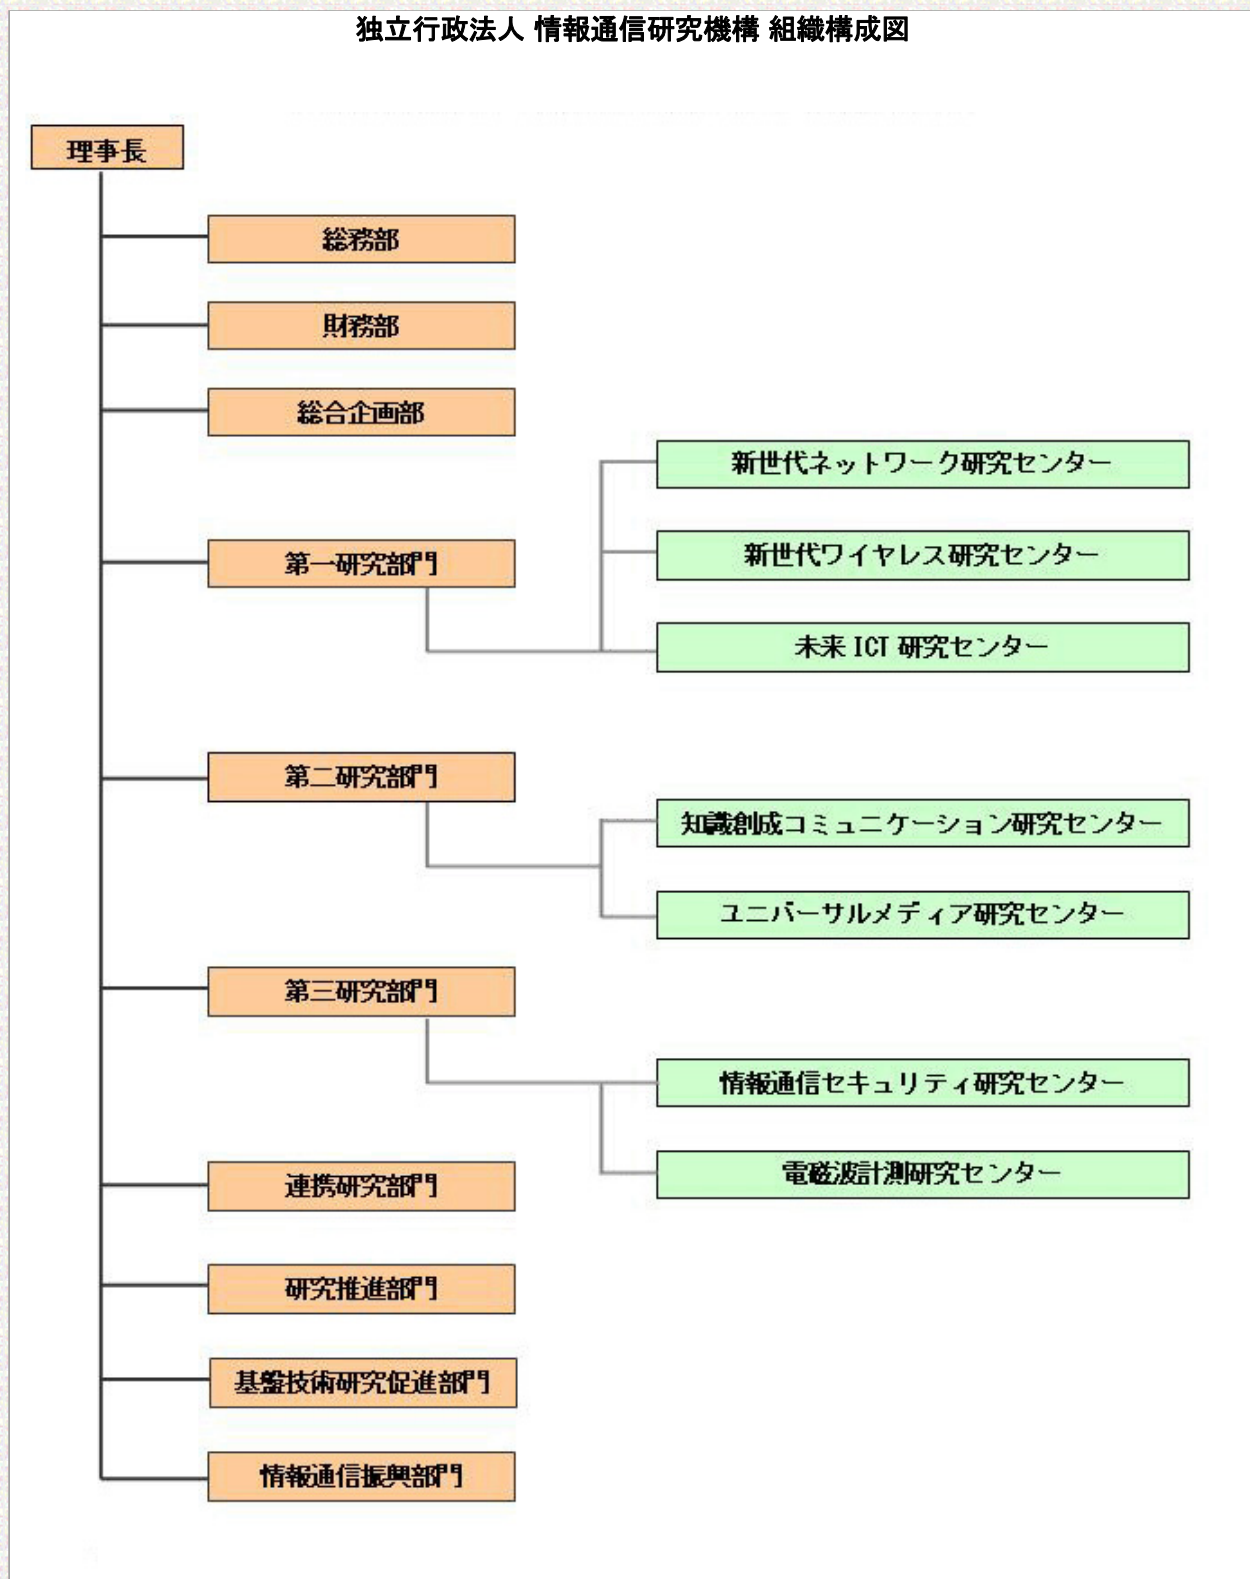 独立行政法人 情報通信研究機構 組織構成図
理事長
総務部
財務部
総合企画部
第一研究部門
新世代ネットワーク研究センター
新世代ワイヤレス研究センター
未来 ICT 研究センター
第二研究部門
知識創成コミュニケーション研究センター
ユニバーサルメディア研究センター
第三研究部門
情報通信セキュリティ研究センター
電磁波計測研究センター
連携研究部門
研究推進部門
基盤技術研究促進部門
情報通信振興部門